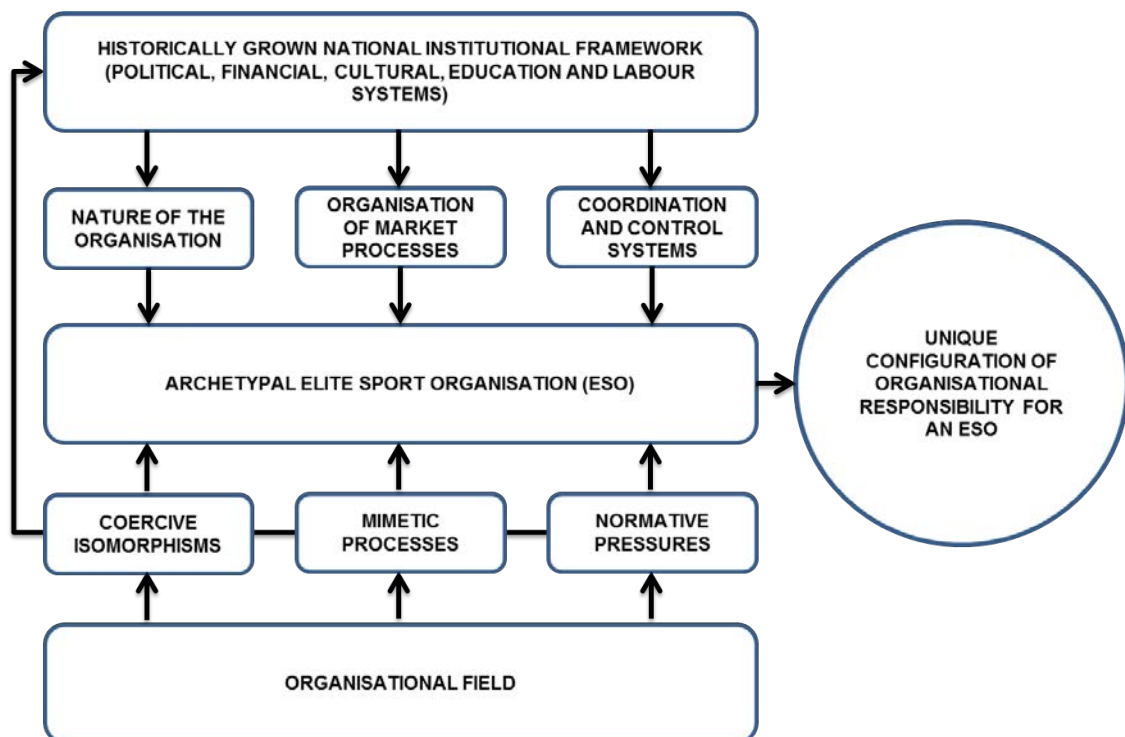 HISTORICALLY GROWN NATIONAL INSTITUTIONAL FRAMEWORK
(POLITICAL, FINANCIAL, CULTURAL, EDUCATION AND LABOUR
SYSTEMS)
NATURE OF THE
ORGANISATION
ORGANISATION
OF MARKET
PROCESSES
COORDINATION
AND CONTROL
SYSTEMS
ARCHETYPAL ELITE SPORT ORGANISATION (ESO)
UNIQUE
CONFIGURATION OF
ORGANISATIONAL
RESPONSIBILITY FOR
AN ESO
COERCIVE
ISOMORPHISMS
MIMETIC
PROCESSES
NORMATIVE
PRESSURES
ORGANISATIONAL FIELD